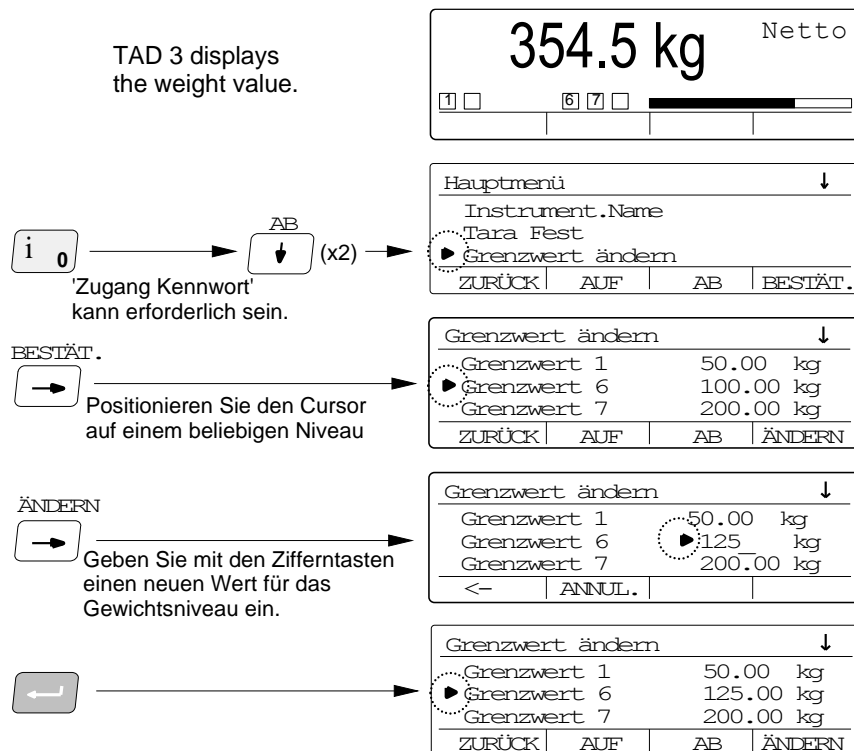 TAD 3 displays
the weight value.
354.5 kg Netto
1 6 7
Hauptmenü ↓
Instrument.Name
Tara Fest
Grenzwert ändern
ZURÜCK AUF AB BESTÄT.
i 0
AB
(x2)
'Zugang Kennwort'
kann erforderlich sein.
BESTÄT.
Positionieren Sie den Cursor
auf einem beliebigen Niveau
Grenzwert ändern ↓
Grenzwert 1 50.00 kg
Grenzwert 6 100.00 kg
Grenzwert 7 200.00 kg
ZURÜCK AUF AB ÄNDERN
ÄNDERN
Geben Sie mit den Zifferntasten
einen neuen Wert für das
Gewichtsniveau ein.
Grenzwert ändern ↓
Grenzwert 1 50.00 kg
Grenzwert 6 125_ kg
Grenzwert 7 200.00 kg
<- ANNUL.
Grenzwert ändern ↓
Grenzwert 1 50.00 kg
Grenzwert 6 125.00 kg
Grenzwert 7 200.00 kg
ZURÜCK AUF AB ÄNDERN